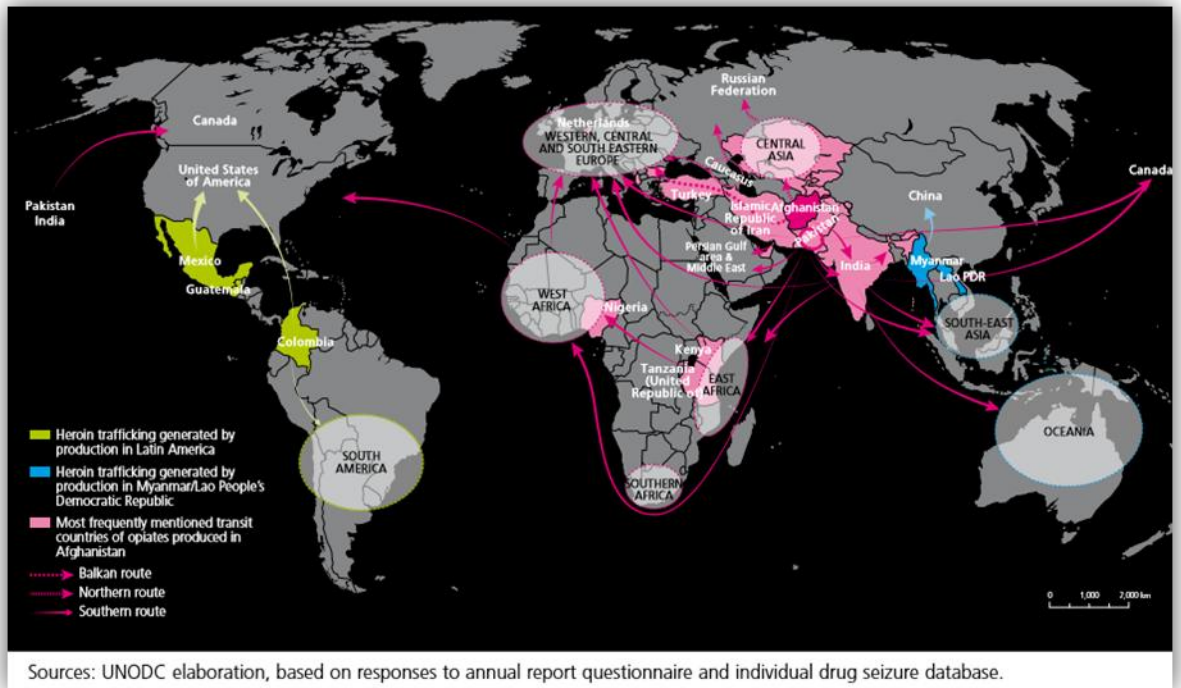 Russian
Federation
Canada
Netherlands
WESTERN, CENTRAL
AND SOUTH EASTERN
EUROPE
CENTRAL
ASIA
Canada
United States
of America
Caucasus
China
Pakistan
India
Turkey
Islamic
Republic
of Iran
Afghanistan
Pakistan
Persian Gulf
area &
Middle East
India
Myanmar
Lao PDR
Mexico
Guatemala
WEST
AFRICA
Nigeria
SOUTH-EAST
ASIA
Colombia
Kenya
Tanzania
(United
Republic of)
EAST
AFRICA
OCEANIA
SOUTH
AMERICA
SOUTHERN
AFRICA
Heroin trafficking generated by
production in Latin America
Heroin trafficking generated by
production in Myanmar/Lao People's
Democratic Republic
Most frequently mentioned transit
countries of opiates produced in
Afghanistan
Balkan route
Northern route
Southern route
0 1,000 2,000 km
Sources: UNODC elaboration, based on responses to annual report questionnaire and individual drug seizure database.